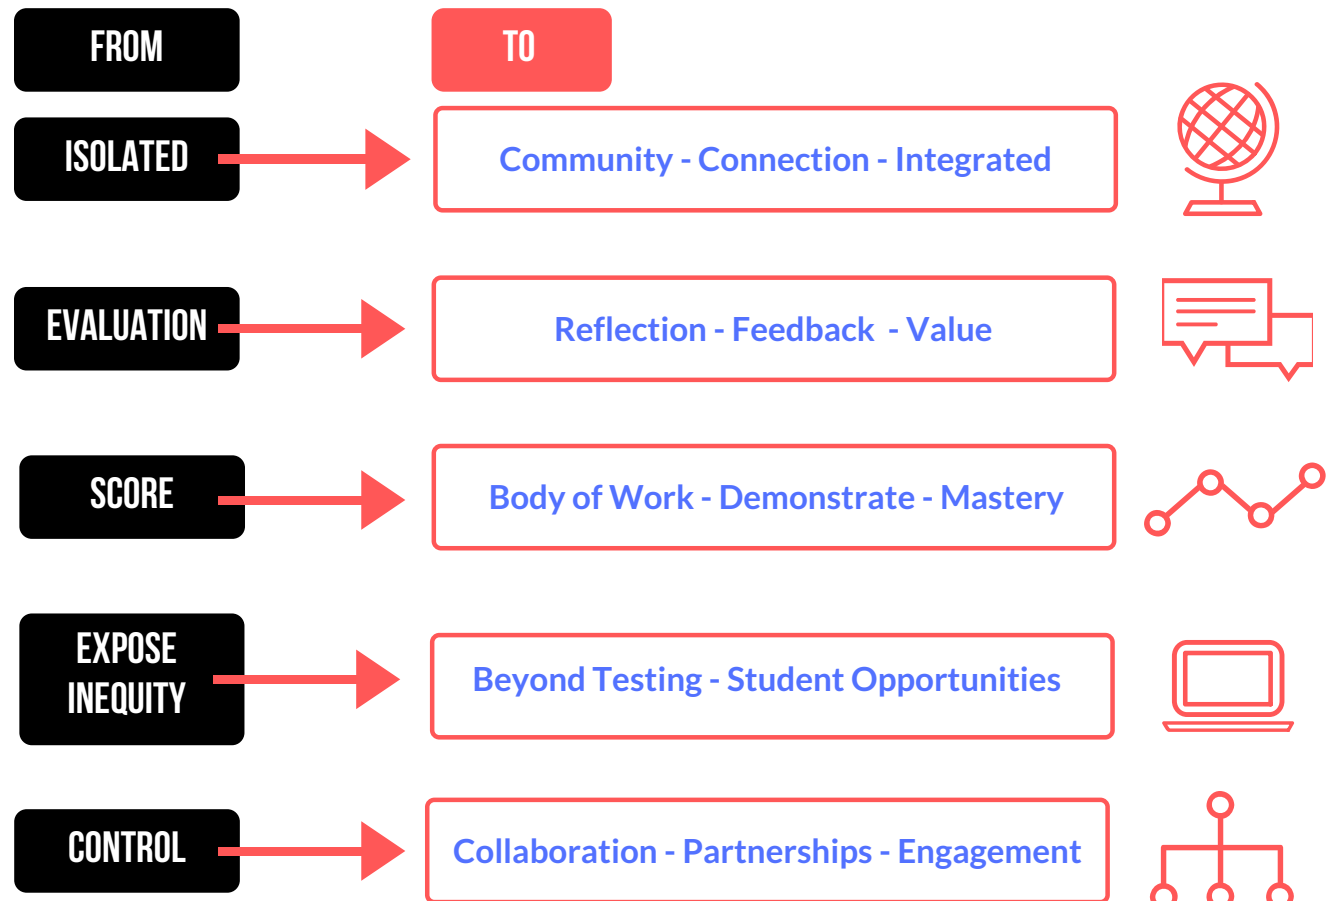 FROM
TO
ISOLATED
Community - Connection - Integrated
EVALUATION
Reflection - Feedback - Value
SCORE
Body of Work - Demonstrate - Mastery
EXPOSE
INEQUITY
Beyond Testing - Student Opportunities
CONTROL
Collaboration - Partnerships - Engagement